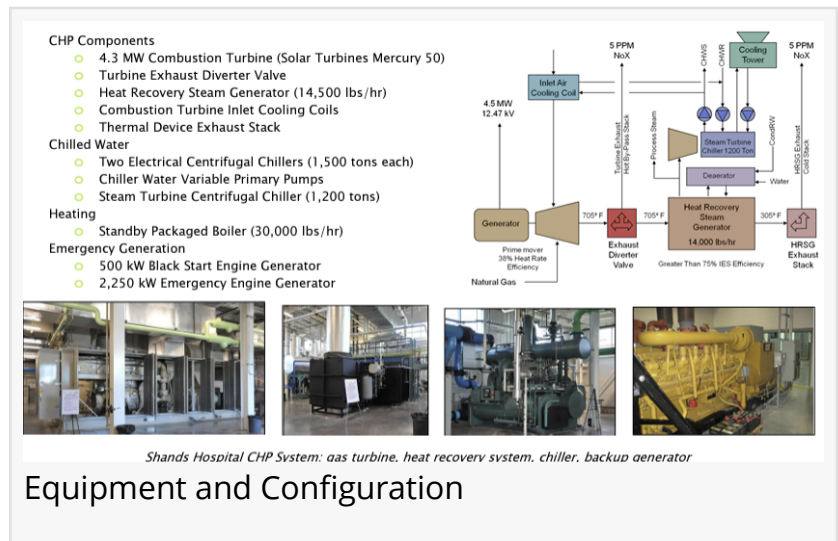 CHP Components
4.3 MW Combustion Turbine (Solar Turbines Mercury 50)
Turbine Exhaust Diverter Valve
Heat Recovery Steam Generator (14,500 lbs/hr)
Combustion Turbine Inlet Cooling Coils
Thermal Device Exhaust Stack
Chilled Water
Two Electrical Centrifugal Chillers (1,500 tons each)
Chiller Water Variable Primary Pumps
Steam Turbine Centrifugal Chiller (1,200 tons)
Heating
Standby Packaged Boiler (30,000 lbs/hr)
Emergency Generation
500 kW Black Start Engine Generator
2,250 kW Emergency Engine Generator
5 PPM
NoX
CHWS
CHWR
Cooling
Tower
5 PPM
NoX
Inlet Air
Cooling Coil
4.5 MW
12.47 kV
Turbine Exhaust
Hot By-Pass Stack
Process Steam
Steam Turbine
Chiller 1200 Ton
CondRW
HRSG Exhaust
Cold Stack
Deaerator
Water
Generator
705° F
705° F
Heat Recovery
Steam
Generator
14,000 lbs/hr
305° F
Prime mover
38% Heat Rate
Efficiency
Exhaust
Diverter
Valve
Greater Than 75% IES Efficiency
HRSG
Exhaust
Stack
Natural Gas
Shands Hospital CHP System: gas turbine, heat recovery system, chiller, backup generator
Equipment and Configuration